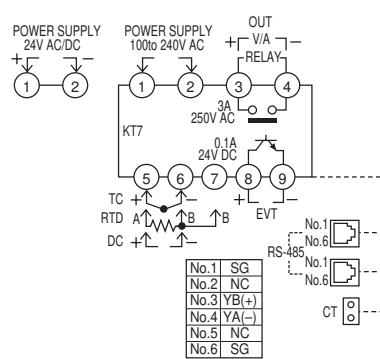 POWER SUPPLY
24V AC/DC
+ −
1 2
POWER SUPPLY
100to 240V AC
1 2
OUT
+ V/A −
RELAY
3 4
3A
250V AC
KT7
0.1A
24V DC
5 6 7 8 9
TC + −
+ −
EVT
RTD A B B
DC + −
No.1
No.6
RS-485
No.1
No.6
CT
No.1 SG
No.2 NC
No.3 YB(+)
No.4 YA(−)
No.5 NC
No.6 SG